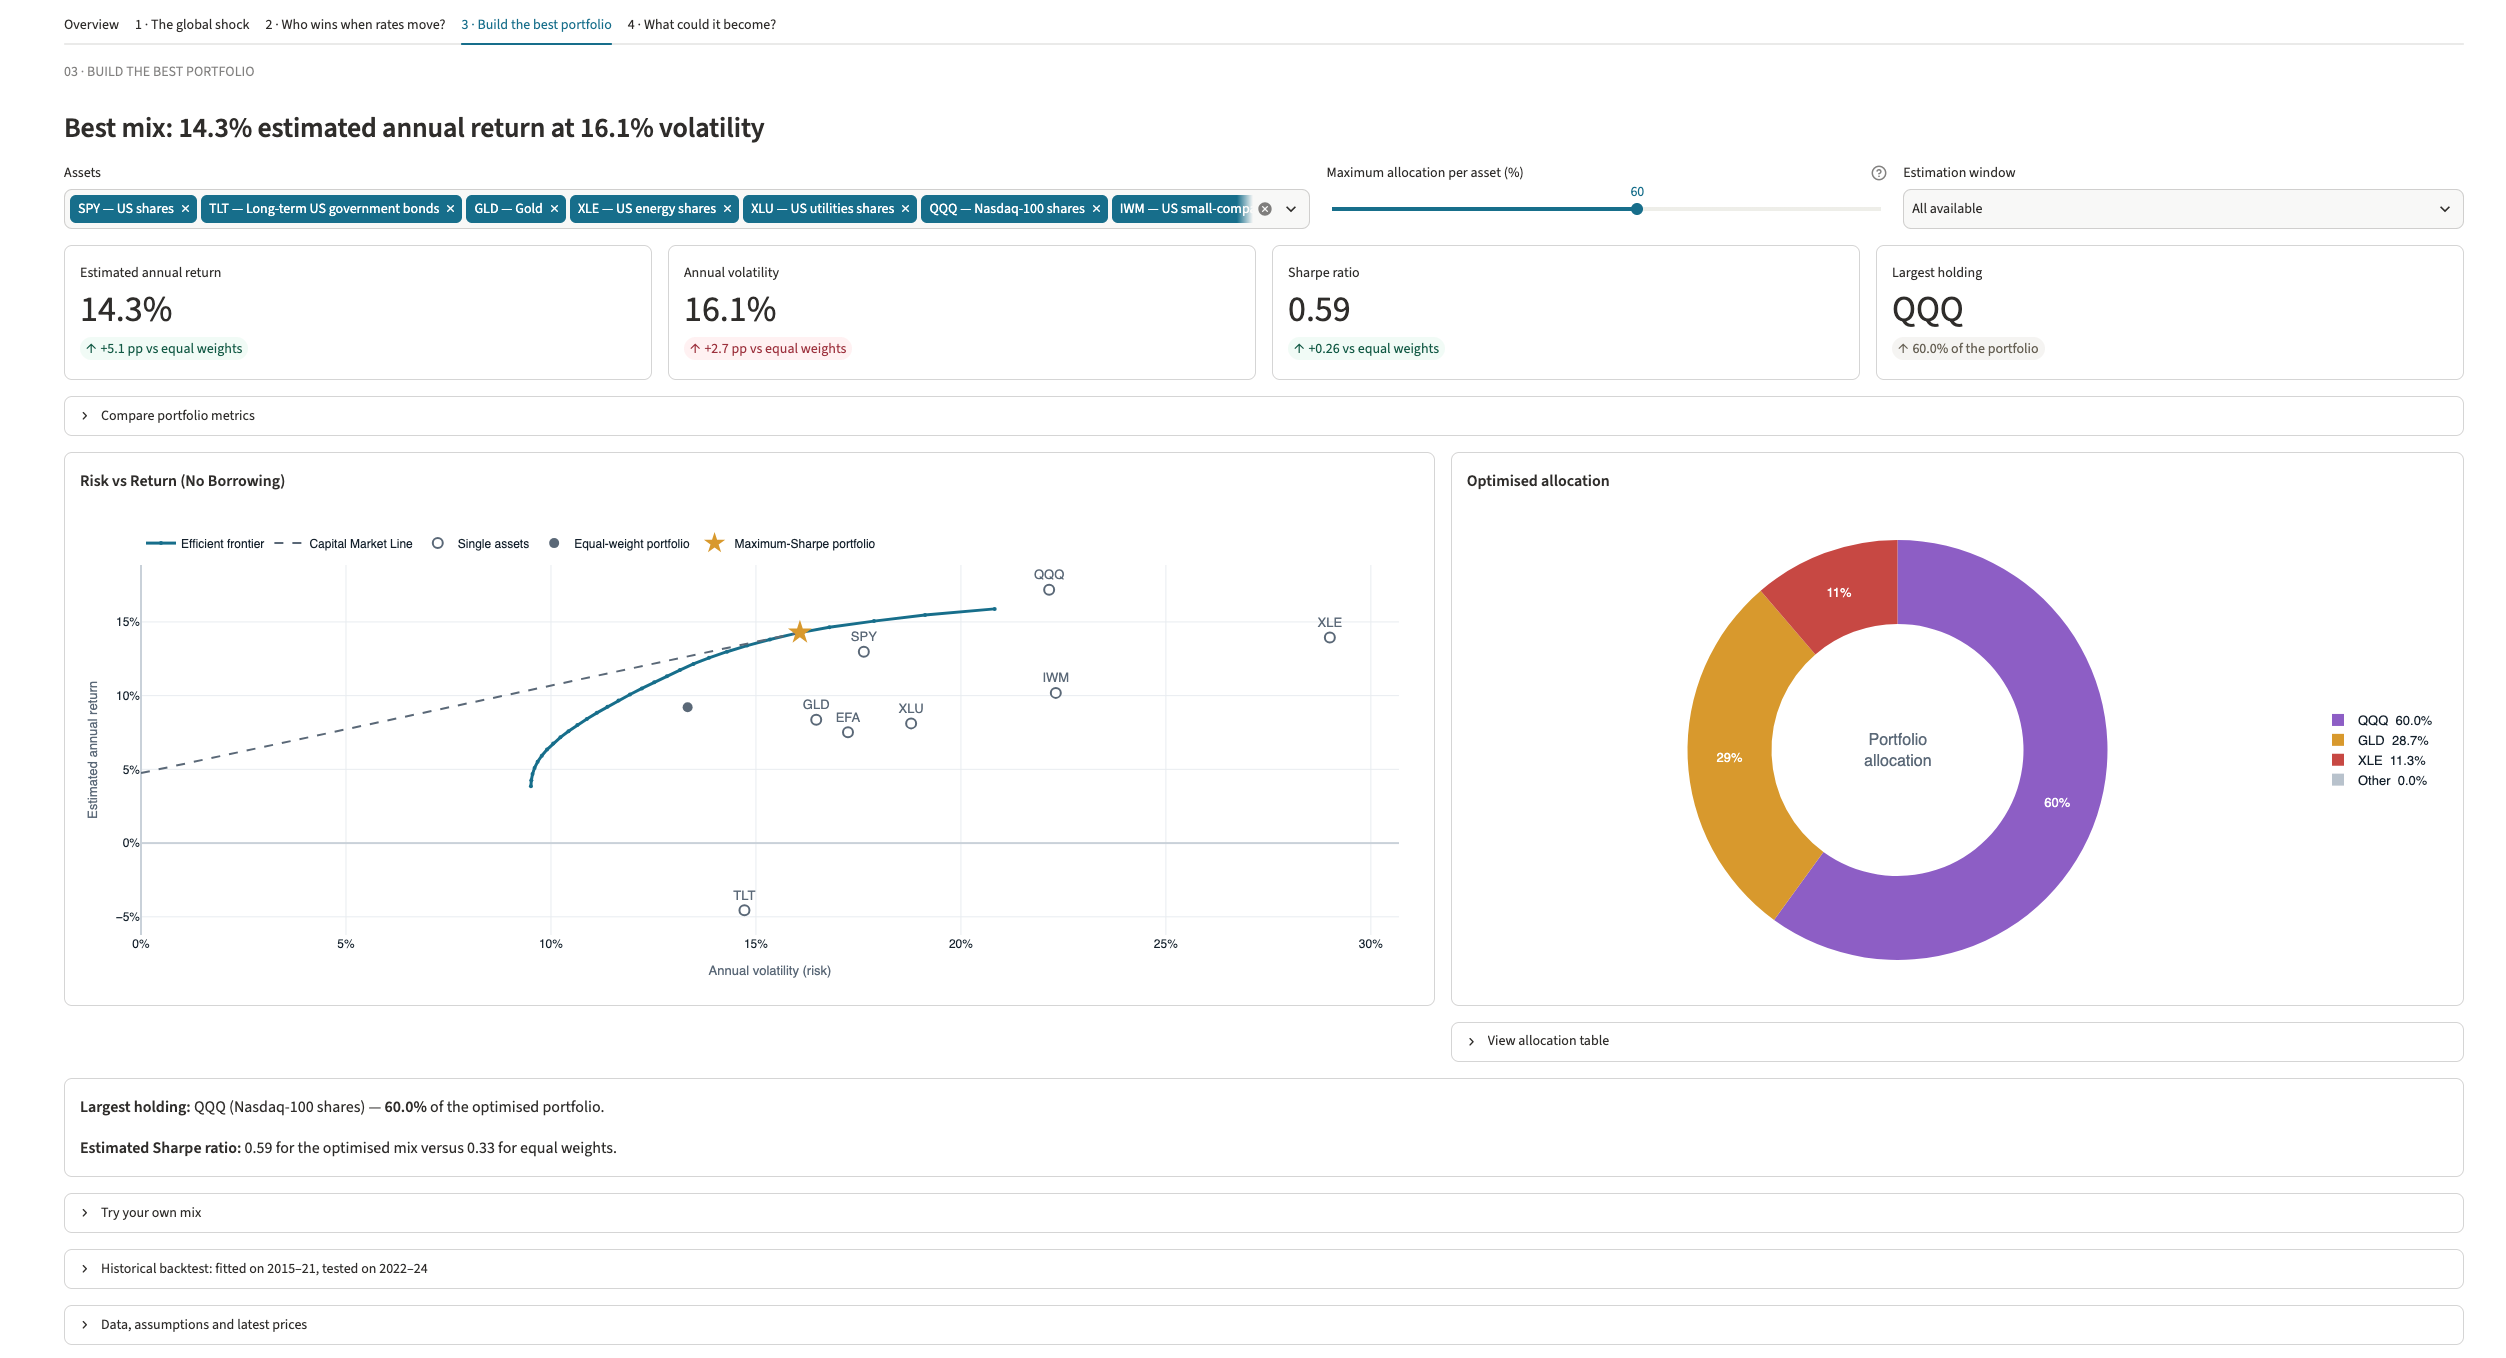 Overview 1 · The global shock 2 · Who wins when rates move? 3 · Build the best portfolio 4 · What could it become?
03 · BUILD THE BEST PORTFOLIO
Best mix: 14.3% estimated annual return at 16.1% volatility
Assets
SPY — US shares × TLT — Long-term US government bonds × GLD — Gold × XLE — US energy shares × XLU — US utilities shares × QQQ — Nasdaq-100 shares × IWM — US small-comp
Maximum allocation per asset (%)
60
Estimation window
All available
Estimated annual return
14.3%
↑ +5.1 pp vs equal weights
Annual volatility
16.1%
↑ +2.7 pp vs equal weights
Sharpe ratio
0.59
↑ +0.26 vs equal weights
Largest holding
QQQ
↑ 60.0% of the portfolio
Compare portfolio metrics
Risk vs Return (No Borrowing)
Efficient frontier Capital Market Line Single assets Equal-weight portfolio Maximum-Sharpe portfolio
QQQ
XLE
SPY
IWM
GLD
EFA
XLU
TLT
15%
10%
5%
0%
−5%
Estimated annual return
0% 5% 10% 15% 20% 25% 30%
Annual volatility (risk)
Optimised allocation
11%
29%
60%
Portfolio
allocation
QQQ 60.0%
GLD 28.7%
XLE 11.3%
Other 0.0%
View allocation table
Largest holding: QQQ (Nasdaq-100 shares) — 60.0% of the optimised portfolio.
Estimated Sharpe ratio: 0.59 for the optimised mix versus 0.33 for equal weights.
Try your own mix
Historical backtest: fitted on 2015–21, tested on 2022–24
Data, assumptions and latest prices